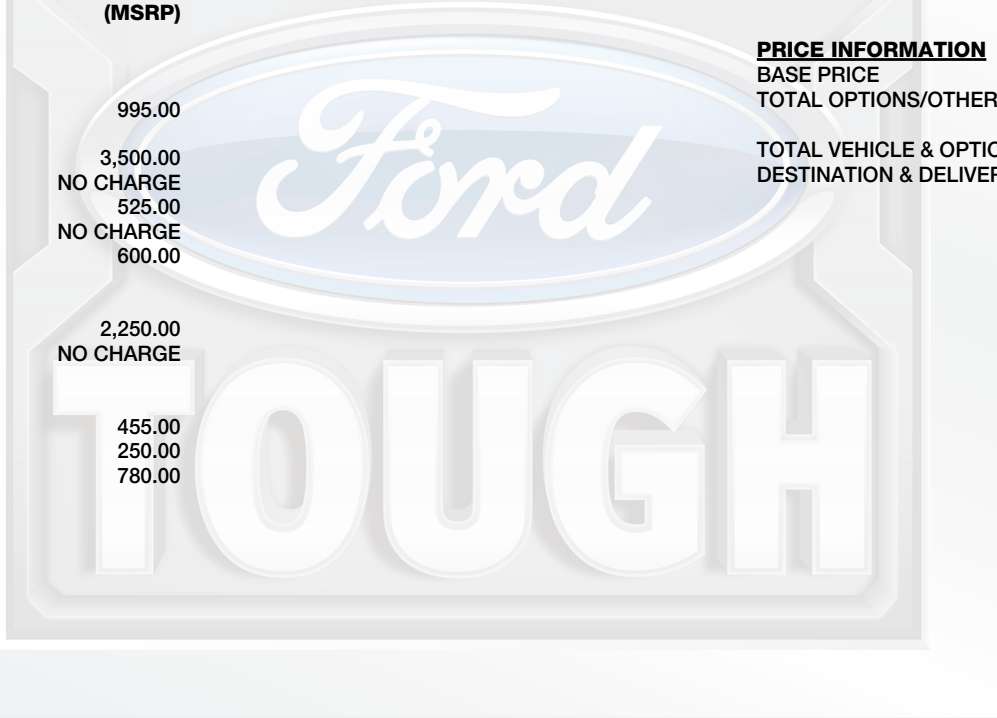 (MSRP)
995.00
3,500.00
NO CHARGE
525.00
NO CHARGE
600.00
2,250.00
NO CHARGE
455.00
250.00
780.00
PRICE INFORMATION
BASE PRICE
TOTAL OPTIONS/OTHER
TOTAL VEHICLE & OPTIO
DESTINATION & DELIVER
Ford
TOUGH